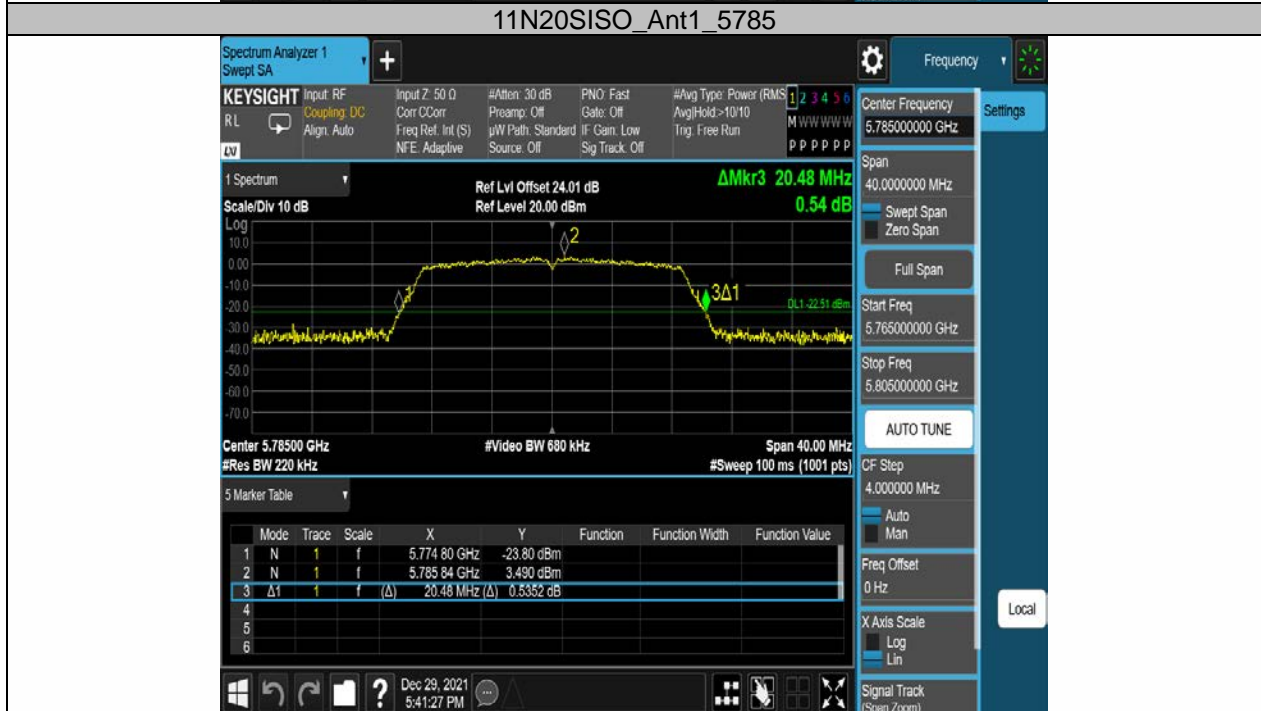 11N20SISO_Ant1_5785
Spectrum Analyzer 1
Swept SA
Frequency
KEYSIGHT
RL
LXI
Input: RF
Coupling: DC
Align: Auto
Input Z: 50 Ω
Corr CCorr
Freq Ref: Int (S)
NFE: Adaptive
#Atten: 30 dB
Preamp: Off
µW Path: Standard
Source: Off
PNO: Fast
Gate: Off
IF Gain: Low
Sig Track: Off
#Avg Type: Power (RMS
Avg|Hold:>10/10
Trig: Free Run
1 2 3 4 5 6
M W W W W W
P P P P P P
1 Spectrum
Scale/Div 10 dB
Ref Lvl Offset 24.01 dB
Ref Level 20.00 dBm
ΔMkr3 20.48 MHz
0.54 dB
Log
10.0
0.00
-10.0
-20.0
-30.0
-40.0
-50.0
-60.0
-70.0
1
2
3Δ1
DL1 -22.51 dBm
Center 5.78500 GHz
#Video BW 680 kHz
Span 40.00 MHz
#Res BW 220 kHz
#Sweep 100 ms (1001 pts)
5 Marker Table
Mode Trace Scale X Y Function Function Width Function Value
1 N 1 f 5.774 80 GHz -23.80 dBm
2 N 1 f 5.785 84 GHz 3.490 dBm
3 Δ1 1 f (Δ) 20.48 MHz (Δ) 0.5352 dB
4
5
6
?
Dec 29, 2021
5:41:27 PM
Center Frequency
5.785000000 GHz
Settings
Span
40.0000000 MHz
Swept Span
Zero Span
Full Span
Start Freq
5.765000000 GHz
Stop Freq
5.805000000 GHz
AUTO TUNE
CF Step
4.000000 MHz
Auto
Man
Freq Offset
0 Hz
X Axis Scale
Log
Lin
Local
Signal Track
(Span Zoom)